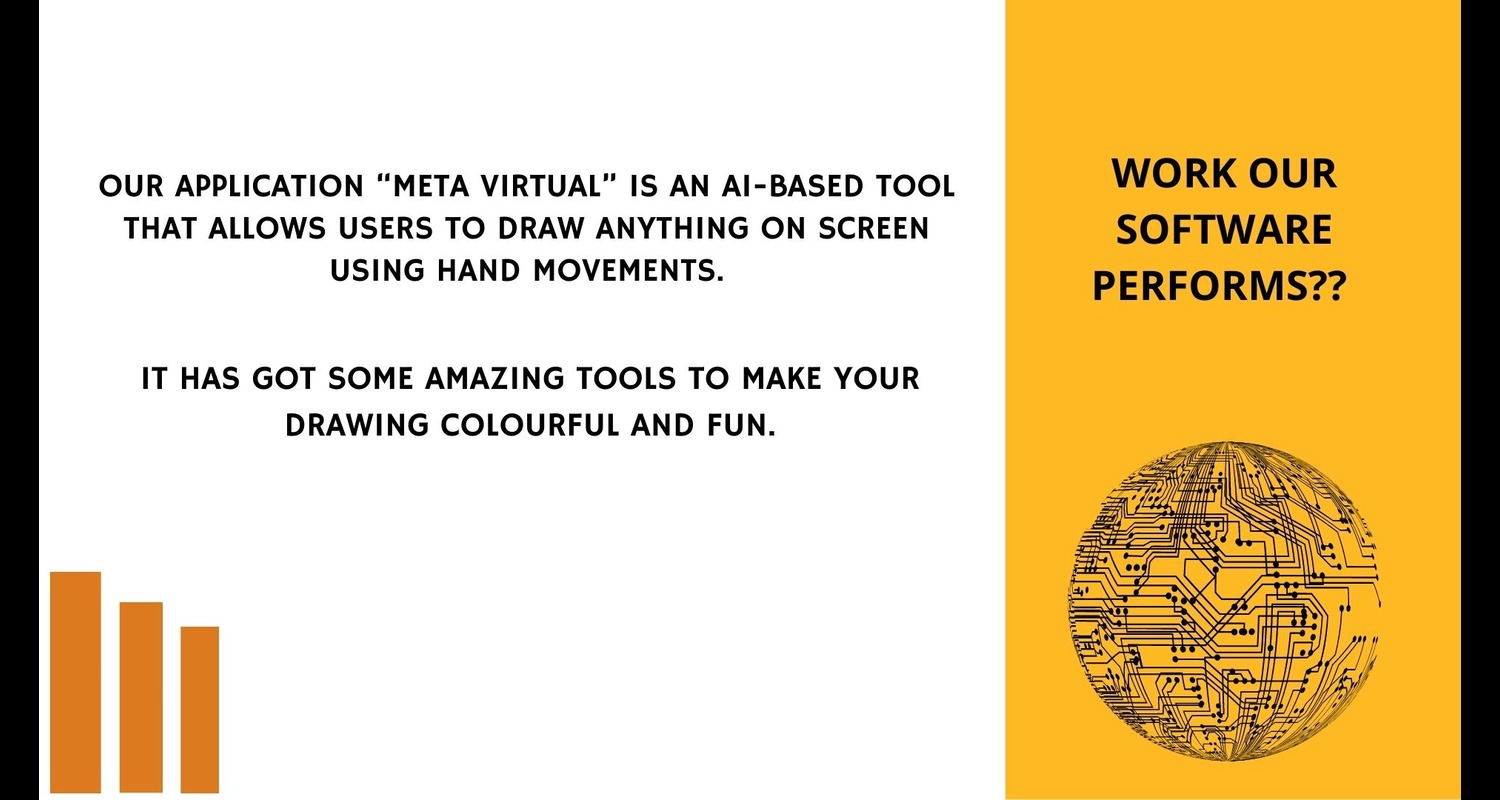 OUR APPLICATION “META VIRTUAL” IS AN AI-BASED TOOL
THAT ALLOWS USERS TO DRAW ANYTHING ON SCREEN
USING HAND MOVEMENTS.
IT HAS GOT SOME AMAZING TOOLS TO MAKE YOUR
DRAWING COLOURFUL AND FUN.
WORK OUR
SOFTWARE
PERFORMS??